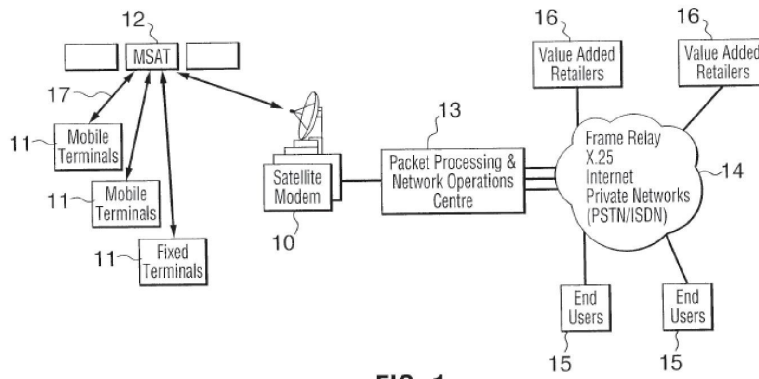 12
MSAT
17
11
Mobile
Terminals
11
Mobile
Terminals
11
Fixed
Terminals
Satellite
Modem
10
13
Packet Processing &
Network Operations
Centre
16
Value Added
Retailers
16
Value Added
Retailers
Frame Relay
X.25
Internet
Private Networks
(PSTN/ISDN)
14
End
Users
15
End
Users
15